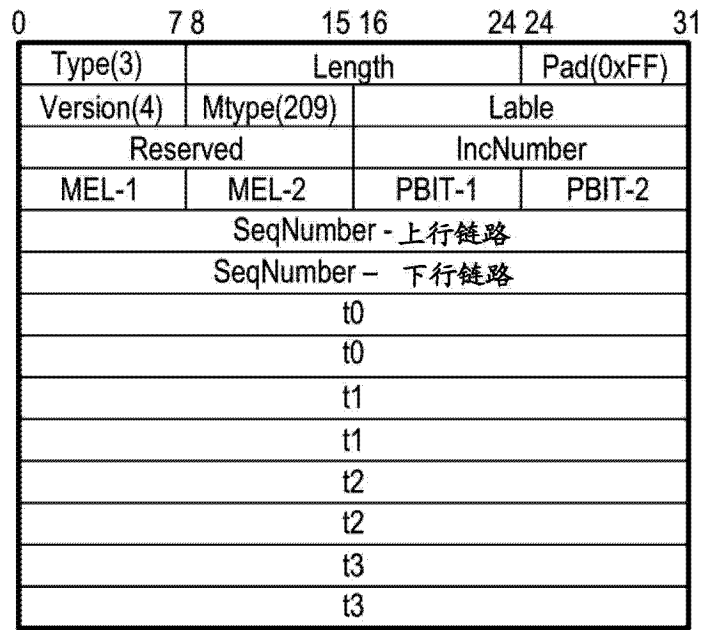 0 7 8 15 16 24 24 31
Type(3) Length Pad(0xFF)
Version(4) Mtype(209) Lable
Reserved IncNumber
MEL-1 MEL-2 PBIT-1 PBIT-2
SeqNumber - 上行链路
SeqNumber – 下行链路
t0
t0
t1
t1
t2
t2
t3
t3